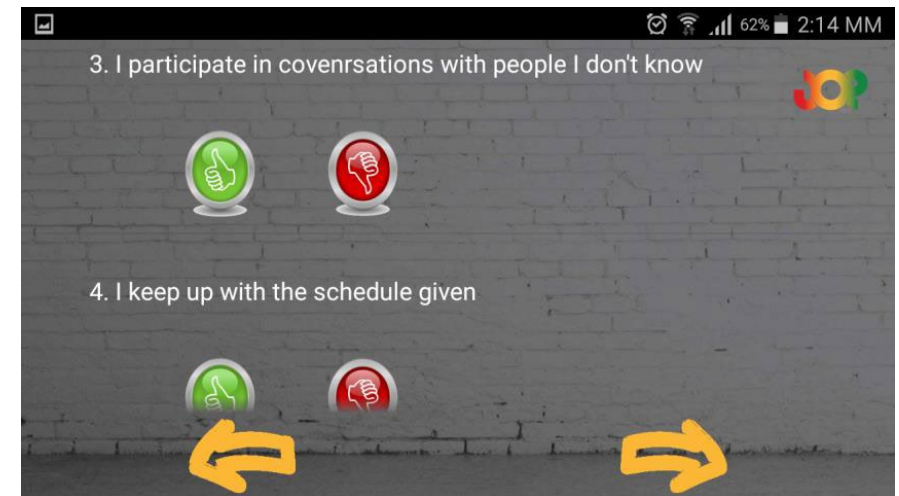 62% 2:14 MM
3. I participate in covenrsations with people I don't know
JOP
4. I keep up with the schedule given